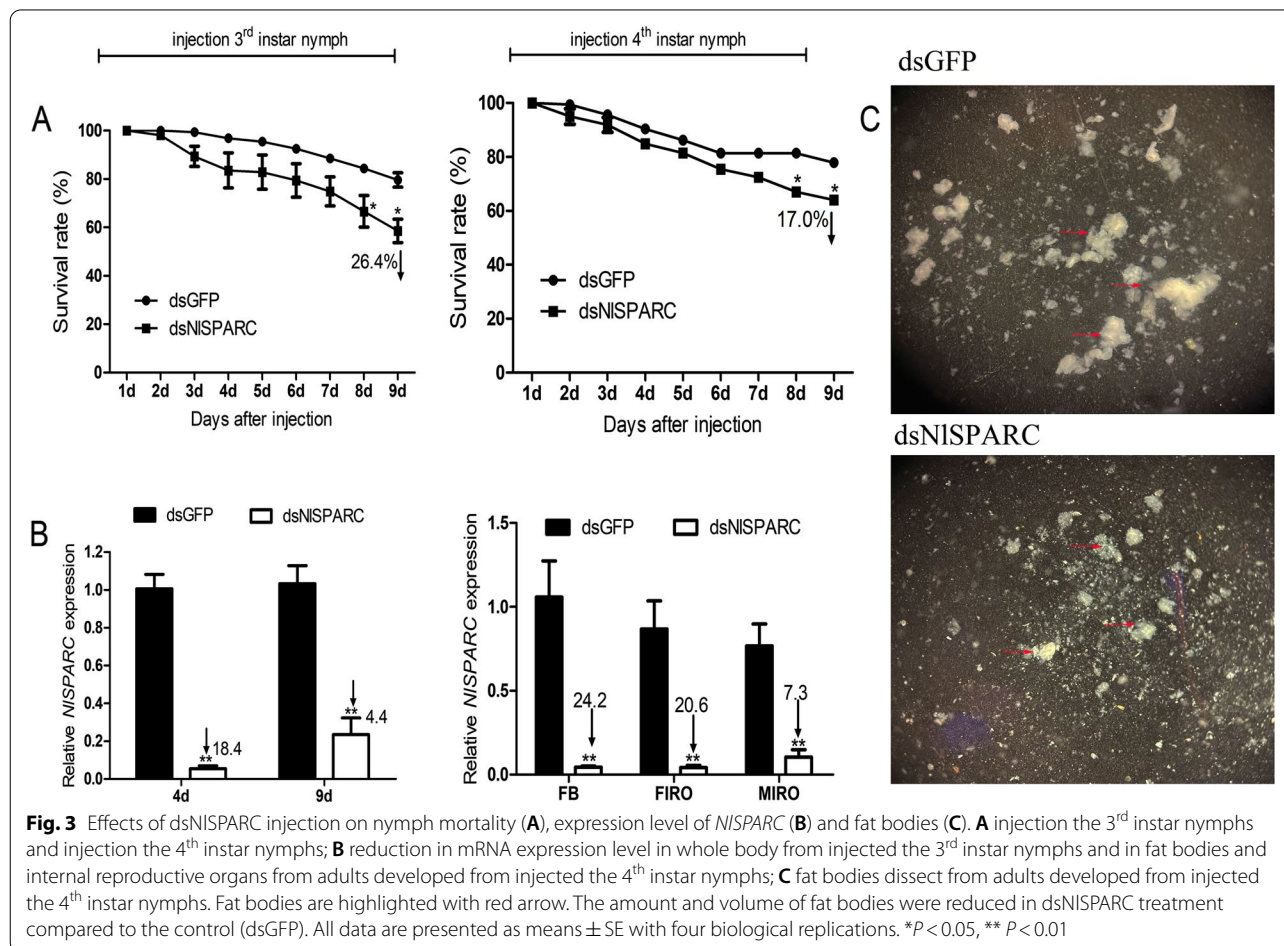 injection 3rd instar nymph
A
Survival rate (%)
100
80
60
40
20
0
*
*
26.4%
dsGFP
dsNlSPARC
1d 2d 3d 4d 5d 6d 7d 8d 9d
Days after injection
injection 4th instar nymph
Survival rate (%)
100
80
60
40
20
0
*
*
17.0%
dsGFP
dsNlSPARC
1d 2d 3d 4d 5d 6d 7d 8d 9d
Days after injection
C
dsGFP
dsNlSPARC
B
dsGFP dsNlSPARC
Relative NlSPARC expression
1.2
1.0
0.8
0.6
0.4
0.2
0.0
** 18.4
** 4.4
4d 9d
dsGFP dsNlSPARC
Relative NlSPARC expression
1.5
1.0
0.5
0.0
24.2
**
20.6
**
7.3
**
FB FIRO MIRO
Fig. 3 Effects of dsNlSPARC injection on nymph mortality (A), expression level of NlSPARC (B) and fat bodies (C). A injection the 3rd instar nymphs
and injection the 4th instar nymphs; B reduction in mRNA expression level in whole body from injected the 3rd instar nymphs and in fat bodies and
internal reproductive organs from adults developed from injected the 4th instar nymphs; C fat bodies dissect from adults developed from injected
the 4th instar nymphs. Fat bodies are highlighted with red arrow. The amount and volume of fat bodies were reduced in dsNlSPARC treatment
compared to the control (dsGFP). All data are presented as means ± SE with four biological replications. *P < 0.05, ** P < 0.01